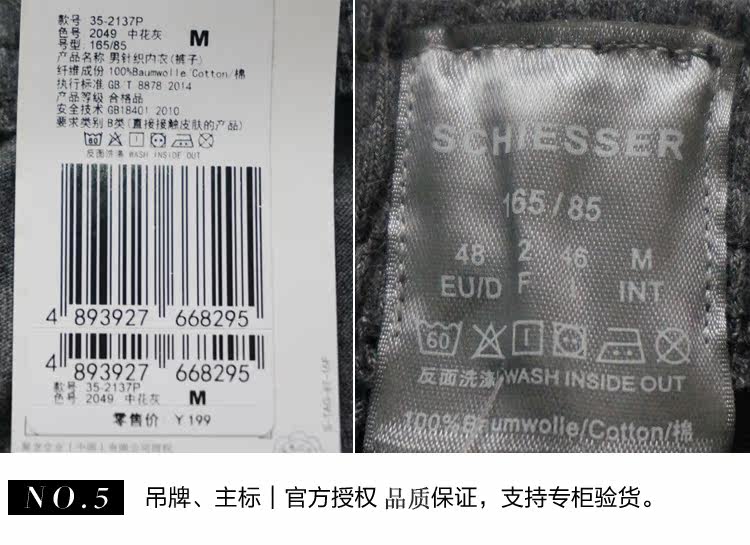 款号 35-2137P
色号 2049 中花灰 M
号型 165/85
产品名称 男针织内衣(裤子)
纤维成份 100%Baumwolle/Cotton/棉
执行标准 GB/T 8878 2014
产品等级 合格品
安全技术 GB18401 2010
要求类别 B类(直接接触皮肤的产品)
60
反面洗涤 WASH INSIDE OUT
4 893927 668295
4 893927 668295
款号 35-2137P
色号 2049 中花灰 M
零售价 ¥199
S-TAG-BT-16F
SCHIESSER
165/85
48 2 46 M
EU/D F I INT
60
反面洗涤/WASH INSIDE OUT
100%Baumwolle/Cotton/棉
NO.5 吊牌、主标|官方授权 品质保证，支持专柜验货。